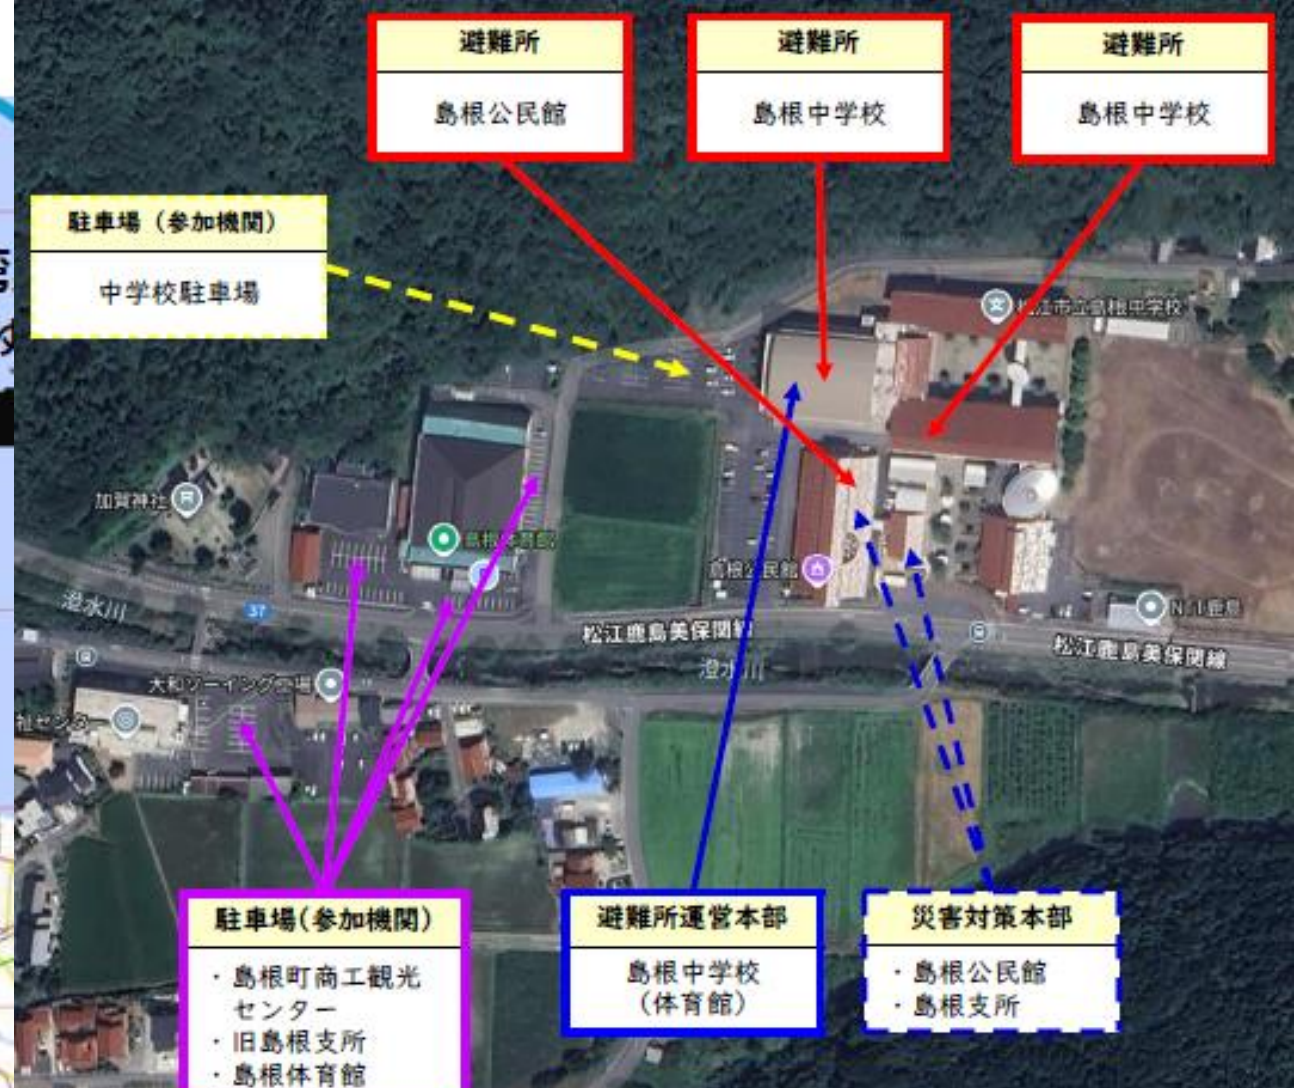 避難所
島根公民館
避難所
島根中学校
避難所
島根中学校
駐車場（参加機関）
中学校駐車場
松江市立島根中学校
加賀神社
島根体育館
島根公民館
澄水川
37
松江鹿島美保関線
澄水川
松江鹿島美保関線
大和ソーイング工場
祉センター
駐車場(参加機関)
・島根町商工観光
センター
・旧島根支所
・島根体育館
避難所運営本部
島根中学校
（体育館）
災害対策本部
・島根公民館
・島根支所